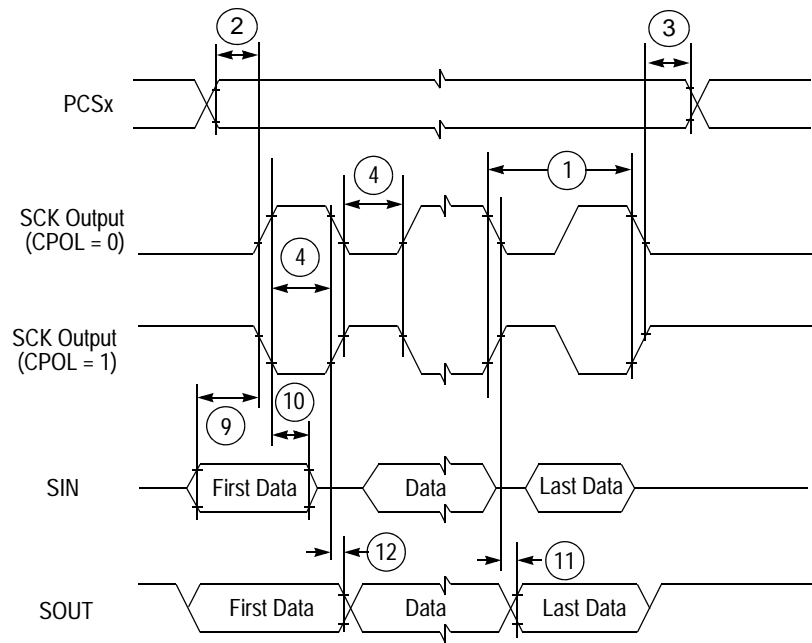 2
3
PCSx
4
1
SCK Output
(CPOL = 0)
4
SCK Output
(CPOL = 1)
9
10
SIN
First Data
Data
Last Data
12
11
SOUT
First Data
Data
Last Data